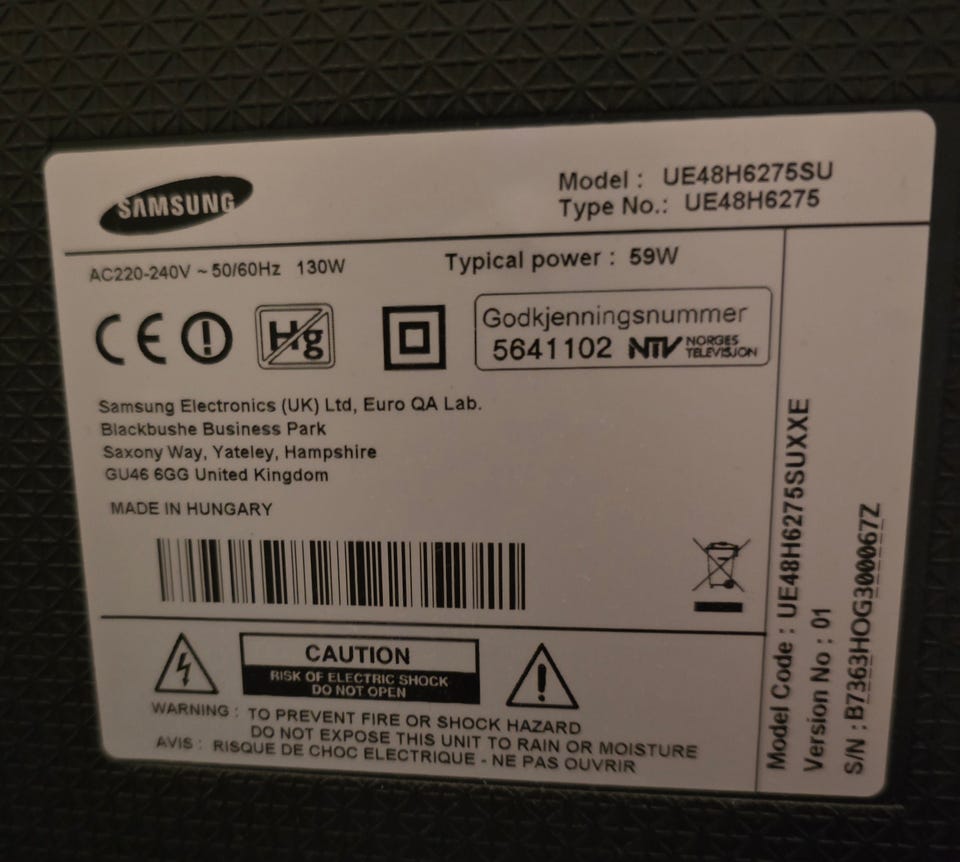 SAMSUNG
Model : UE48H6275SU
Type No.: UE48H6275
AC220-240V ~ 50/60Hz 130W
Typical power : 59W
CE
Hg
Godkjenningsnummer
5641102 NTV NORGES
TELEVISJON
Samsung Electronics (UK) Ltd, Euro QA Lab.
Blackbushe Business Park
Saxony Way, Yateley, Hampshire
GU46 6GG United Kingdom
MADE IN HUNGARY
CAUTION
RISK OF ELECTRIC SHOCK
DO NOT OPEN
WARNING : TO PREVENT FIRE OR SHOCK HAZARD
DO NOT EXPOSE THIS UNIT TO RAIN OR MOISTURE
AVIS : RISQUE DE CHOC ELECTRIQUE - NE PAS OUVRIR
Model Code : UE48H6275SUXXE
Version No : 01
S/N : B7363HOG300067Z